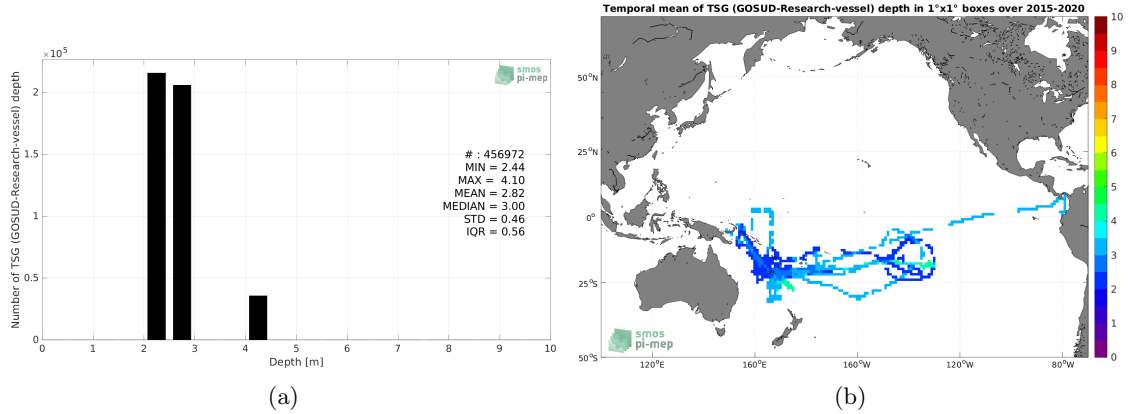 ×10⁵
Number of TSG (GOSUD-Research-vessel) depth
2
1.5
1
0.5
0
0 1 2 3 4 5 6 7 8 9 10
Depth [m]
smos
pi-mep
# : 456972
MIN = 2.44
MAX = 4.10
MEAN = 2.82
MEDIAN = 3.00
STD = 0.46
IQR = 0.56
(a)
Temporal mean of TSG (GOSUD-Research-vessel) depth in 1°x1° boxes over 2015-2020
50°N
25°N
0°
25°S
50°S
120°E 160°E 160°W 120°W 80°W
smos
pi-mep
10
9
8
7
6
5
4
3
2
1
0
(b)